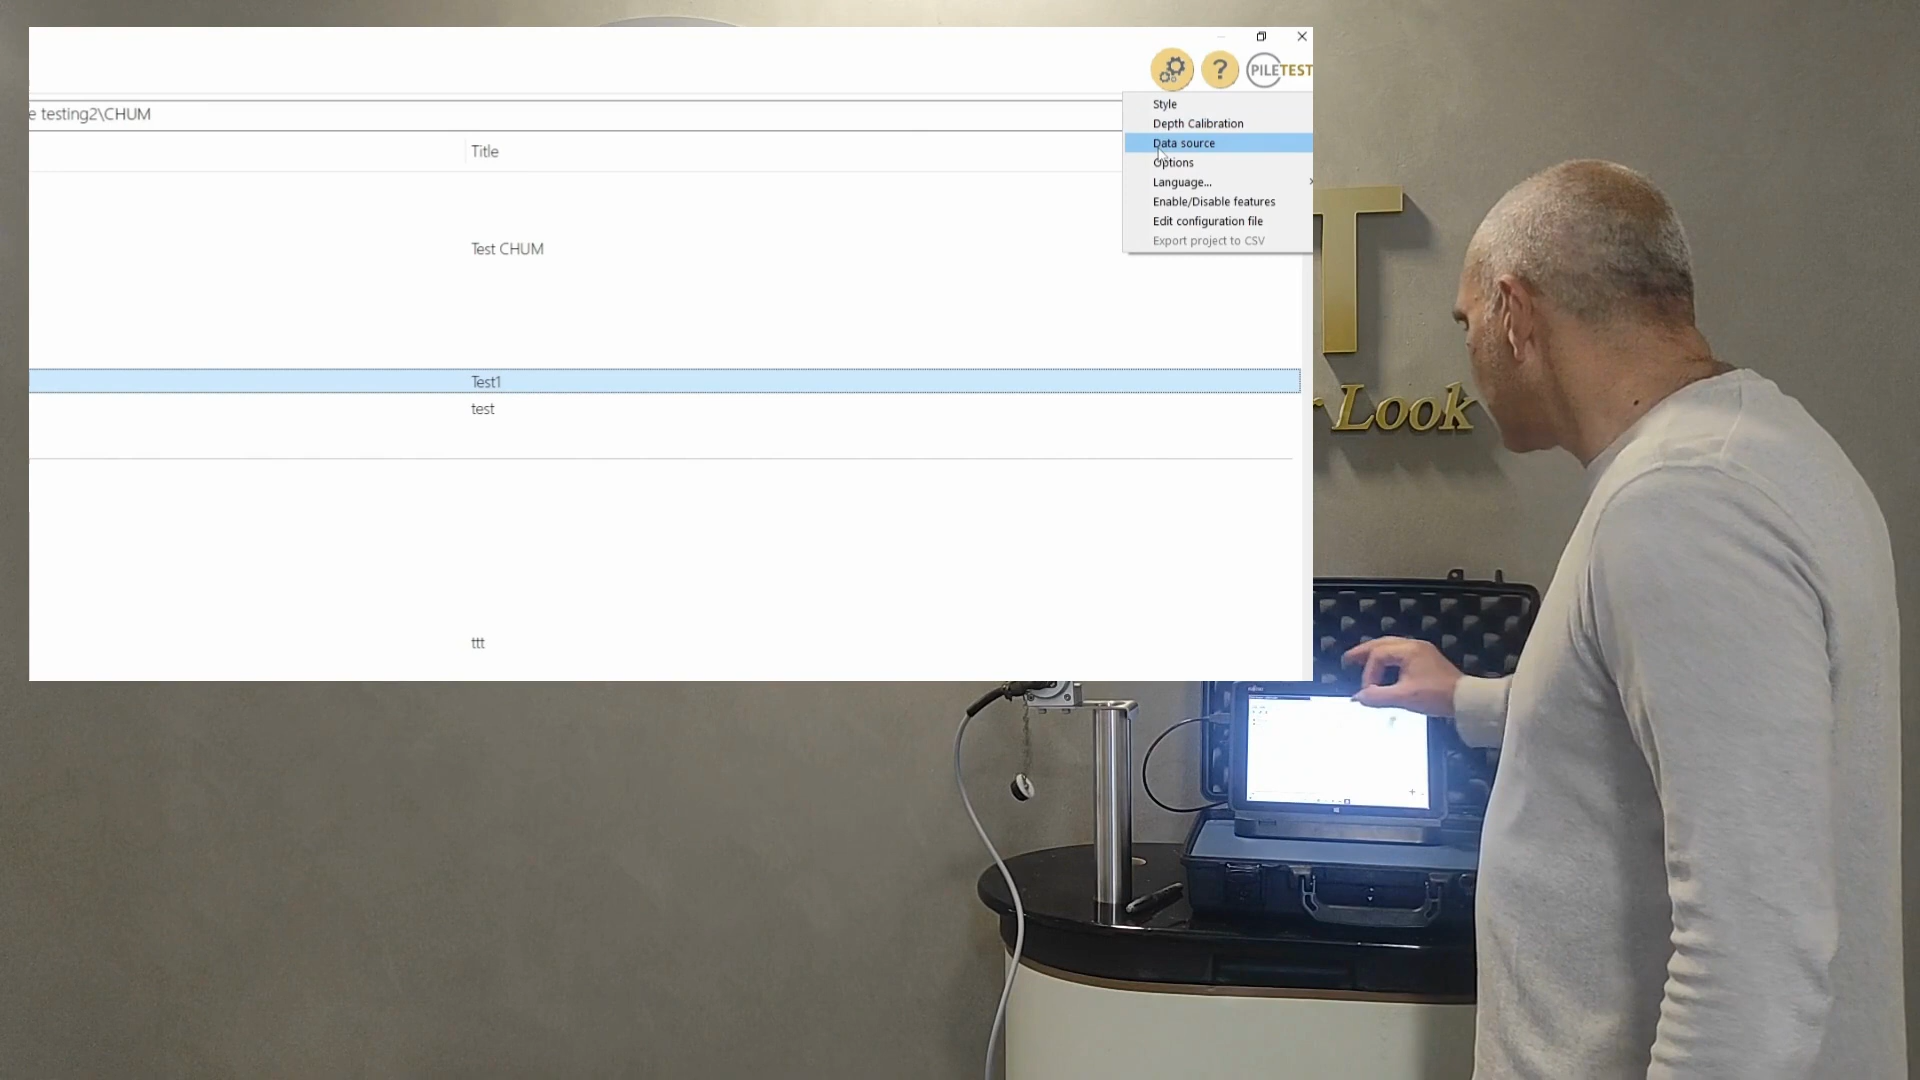 PILETEST
e testing2\CHUM
Style
Depth Calibration
Data source
Options
Language...
Enable/Disable features
Edit configuration file
Export project to CSV
Title
Test CHUM
Test1
test
ttt
T
r Look